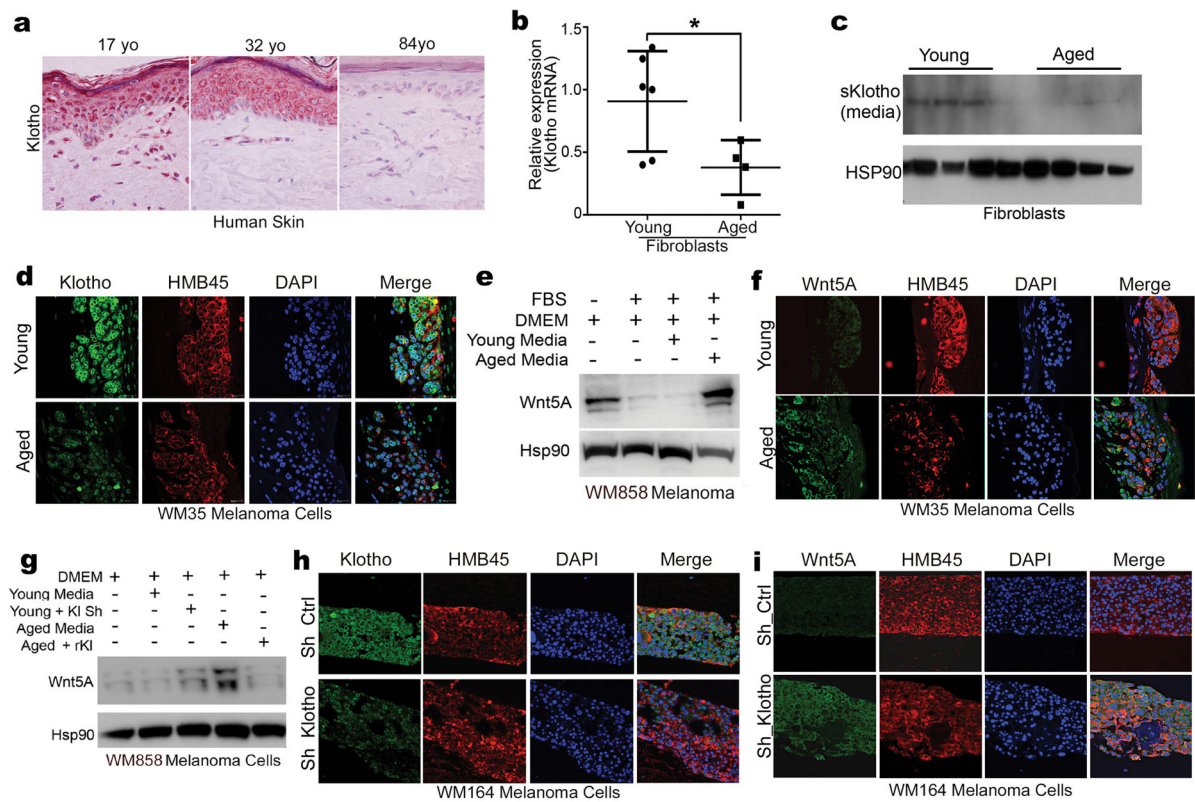 a
17 yo 32 yo 84yo
Klotho
Human Skin
b
Relative expression
(Klotho mRNA)
1.5
1.0
0.5
0
*
Young Aged
Fibroblasts
c
Young Aged
sKlotho
(media)
HSP90
Fibroblasts
d
Klotho HMB45 DAPI Merge
Young
Aged
WM35 Melanoma Cells
e
FBS - + + +
DMEM + + + +
Young Media - - + -
Aged Media - - - +
Wnt5A
Hsp90
WM858 Melanoma
f
Wnt5A HMB45 DAPI Merge
Young
Aged
WM35 Melanoma Cells
g
DMEM + + + + +
Young Media - + - - -
Young + Kl Sh - - + - -
Aged Media - - - + -
Aged + rKl - - - - +
Wnt5A
Hsp90
WM858 Melanoma Cells
h
Klotho HMB45 DAPI Merge
Sh_Ctrl
Sh_Klotho
WM164 Melanoma Cells
i
Wnt5A HMB45 DAPI Merge
Sh_Ctrl
Sh_Klotho
WM164 Melanoma Cells